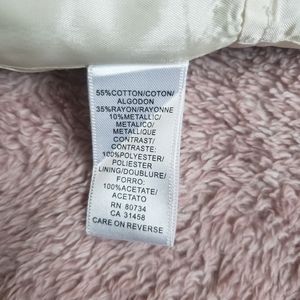 55%COTTON/COTON/
ALGODON
35%RAYON/RAYONNE
10%METALLIC/
METALICO/
METALLIQUE
CONTRAST/
CONTRASTE:
100%POLYESTER/
POLIESTER
LINING/DOUBLURE/
FORRO:
100%ACETATE/
ACETATO
RN 80734
CA 31458
CARE ON REVERSE